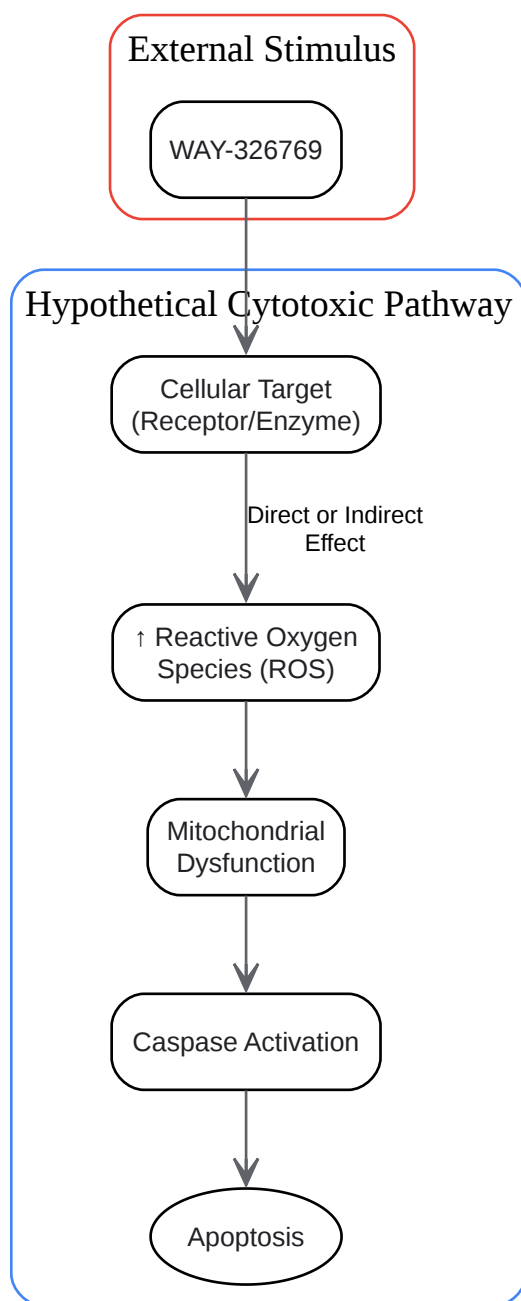 External Stimulus
WAY-326769
Hypothetical Cytotoxic Pathway
Cellular Target
(Receptor/Enzyme)
Direct or Indirect
Effect
↑ Reactive Oxygen
Species (ROS)
Mitochondrial
Dysfunction
Caspase Activation
Apoptosis